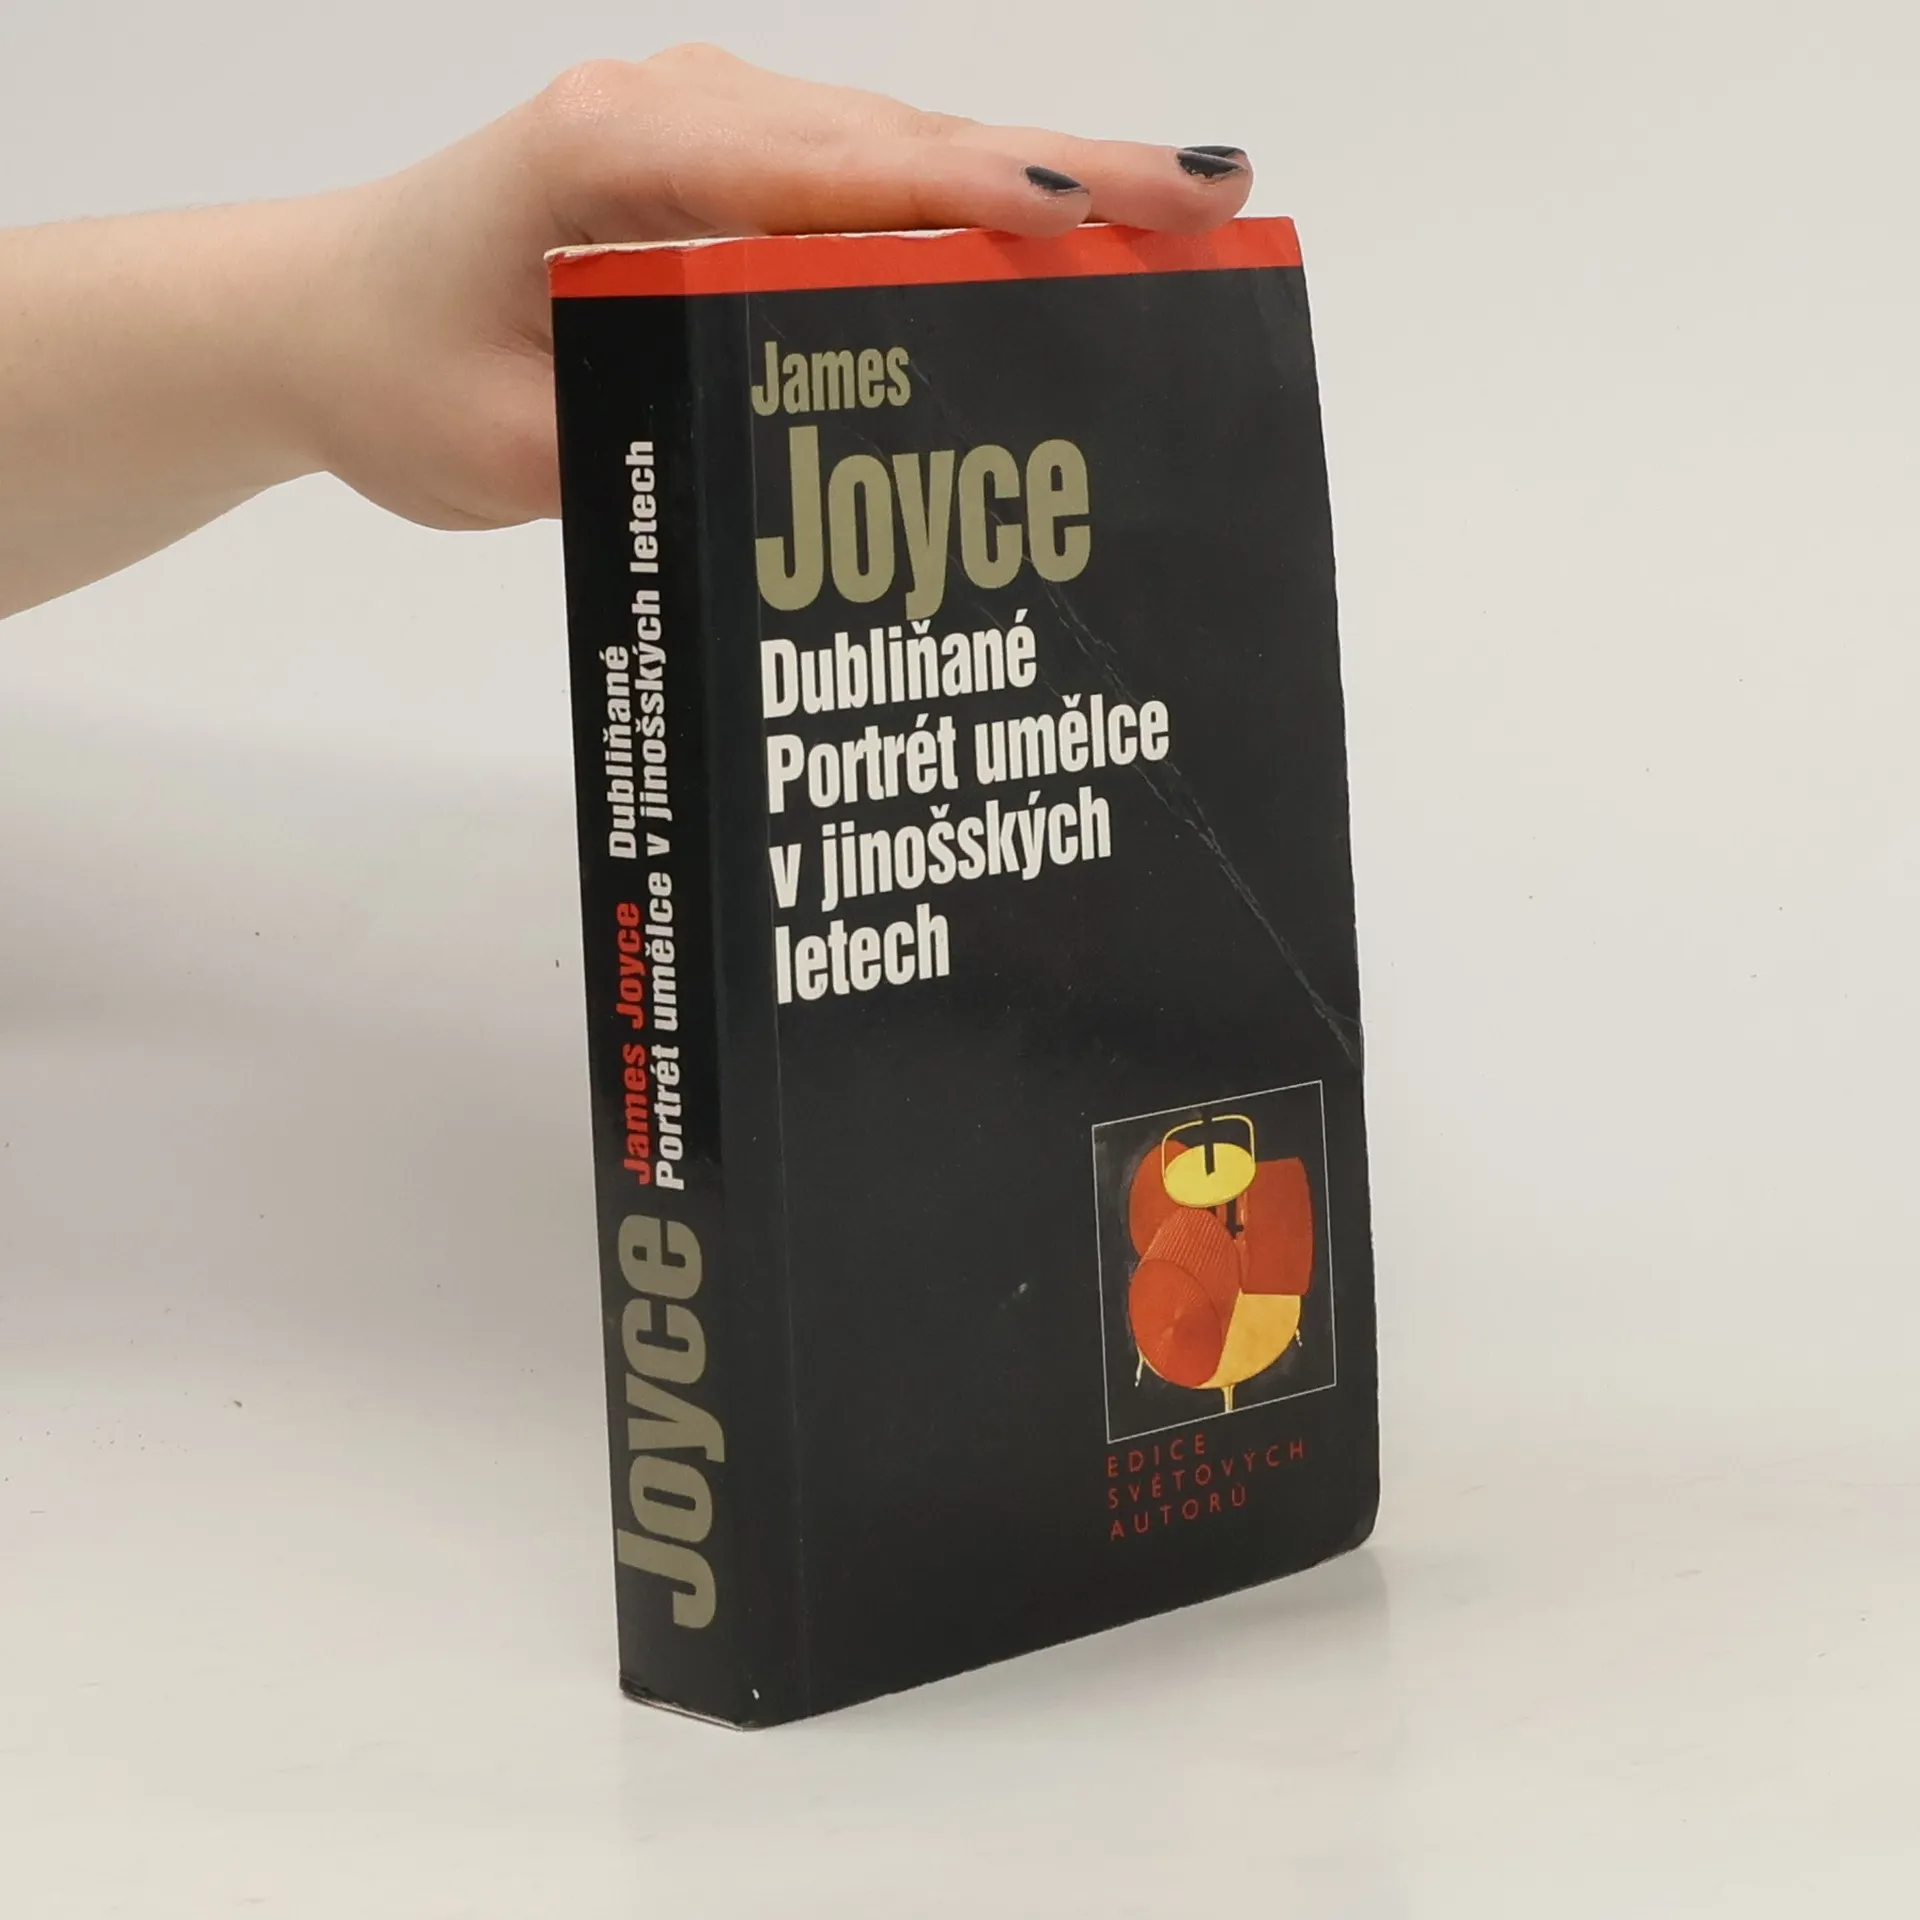 James
Joyce
Dubliňané
Portrét umělce
v jinošských
letech
EDICE
SVĚTOVÝCH
AUTORŮ
Joyce
James Joyce Dubliňané
Portrét umělce v jinošských letech